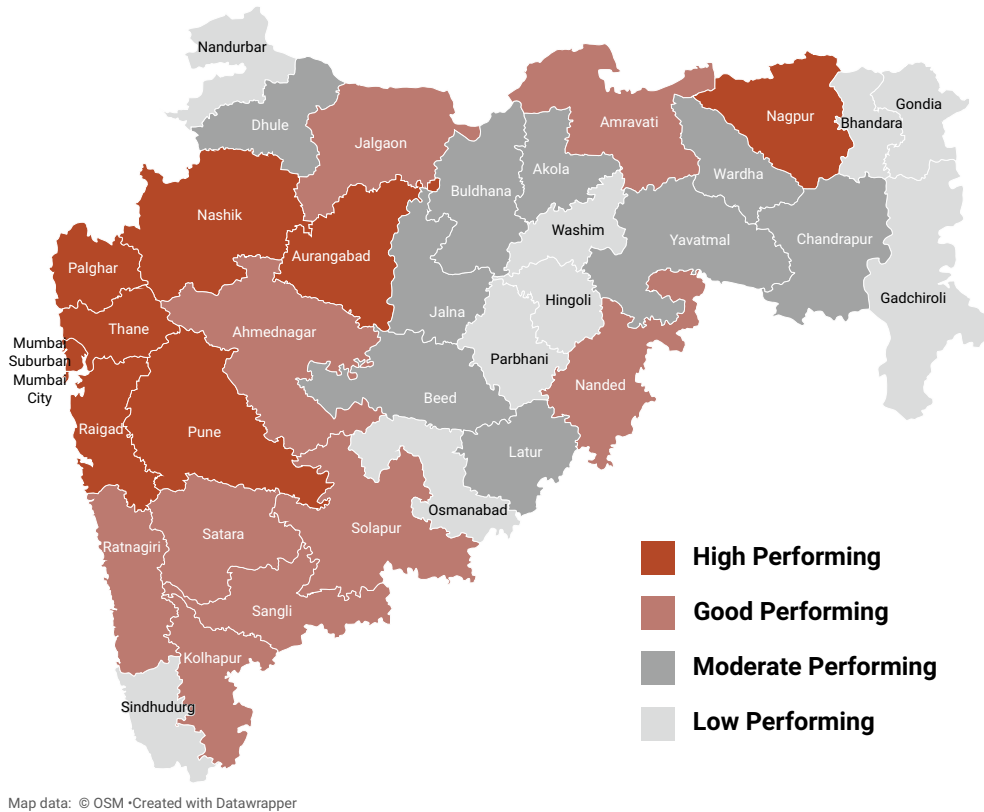 Nandurbar
Gondia
Nagpur
Bhandara
Dhule
Amravati
Jalgaon
Akola
Wardha
Buldhana
Nashik
Washim
Yavatmal
Chandrapur
Aurangabad
Palghar
Hingoli
Gadchiroli
Jalna
Thane
Ahmednagar
Mumbai
Suburban
Mumbai
City
Parbhani
Nanded
Beed
Raigad
Pune
Latur
Osmanabad
Solapur
Satara
Ratnagiri
High Performing
Sangli
Good Performing
Kolhapur
Moderate Performing
Sindhudurg
Low Performing
Map data: © OSM •Created with Datawrapper